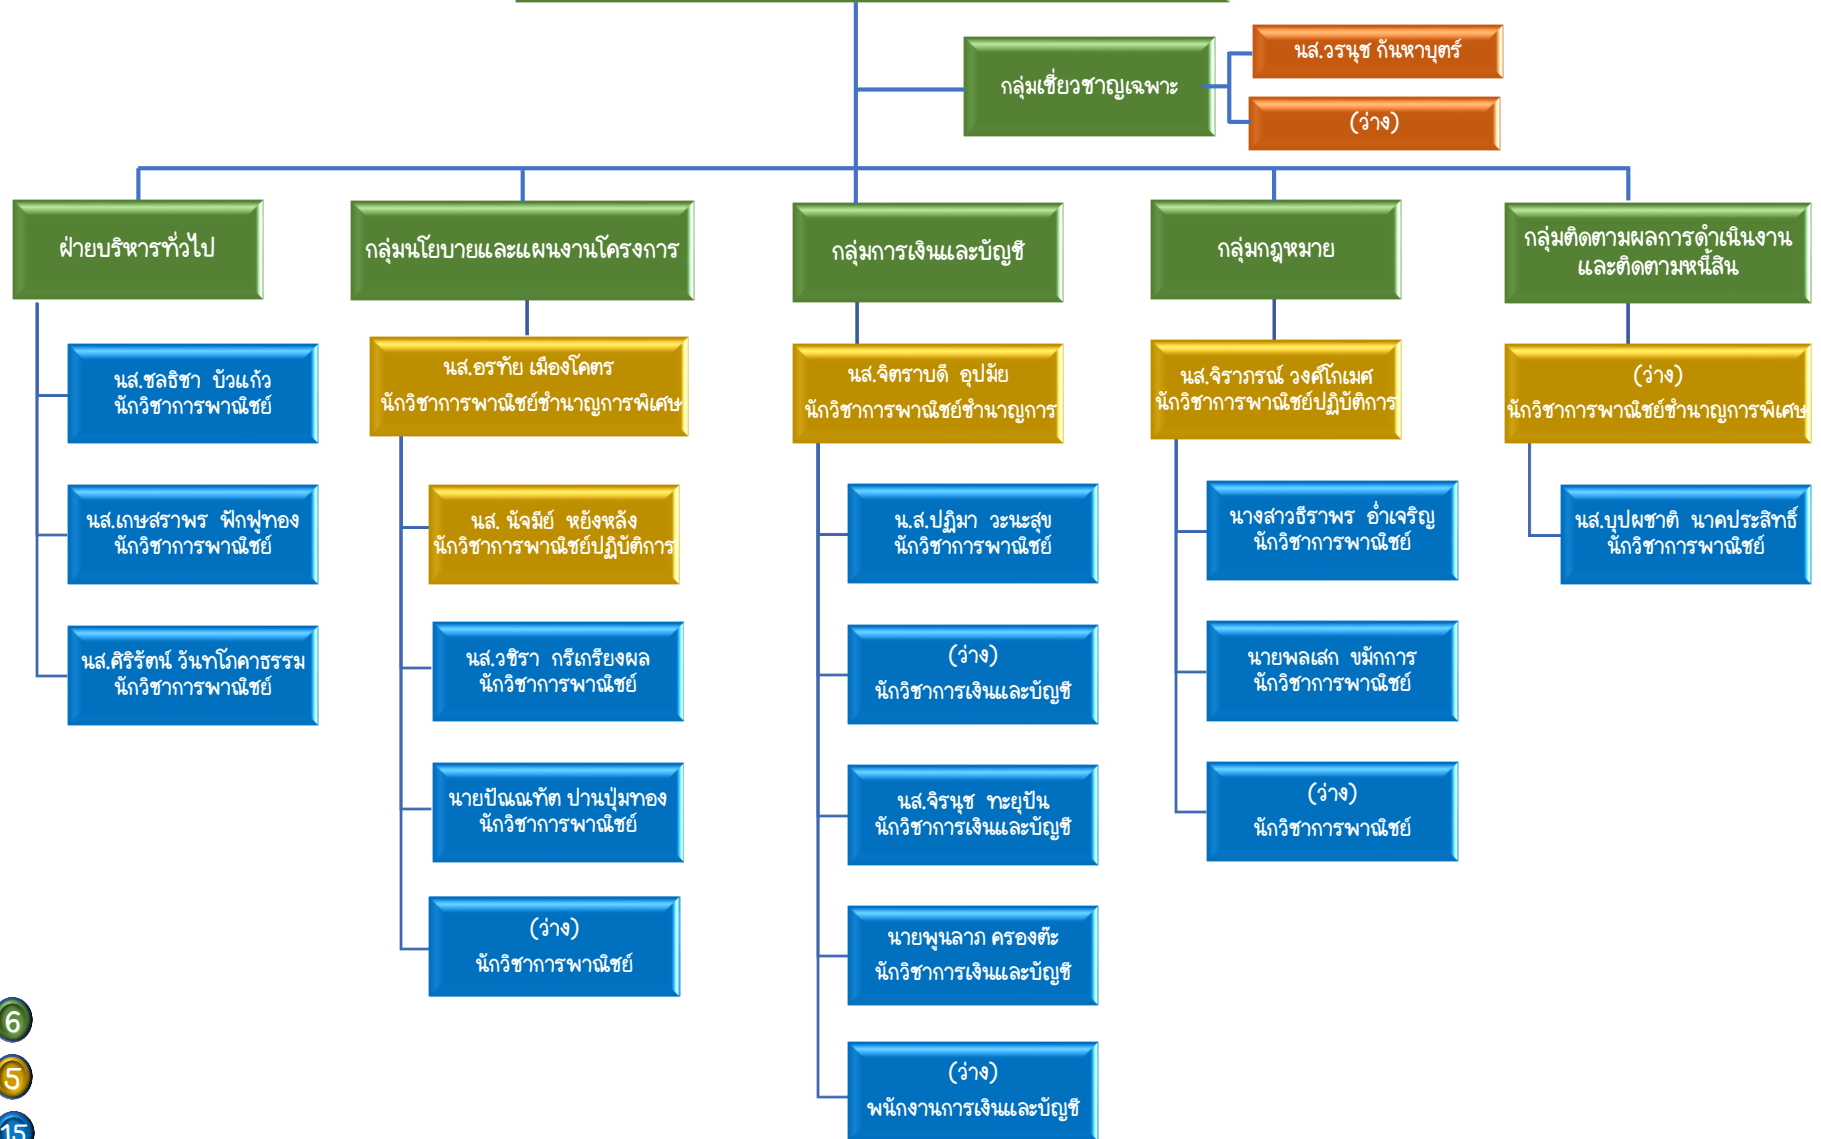 นส.วรนุช กันหาบุตร์
กลุ่มเชี่ยวชาญเฉพาะ
(ว่าง)
ฝ่ายบริหารทั่วไป
นส.ชลธิชา บัวแก้ว
นักวิชาการพาณิชย์
นส.เกษสราพร ฟักฟูทอง
นักวิชาการพาณิชย์
นส.ศิริรัตน์ วันทโภคาธรรม
นักวิชาการพาณิชย์
กลุ่มนโยบายและแผนงานโครงการ
นส.อรทัย เมืองโคตร
นักวิชาการพาณิชย์ชำนาญการพิเศษ
นส. นัจมีย์ หยังหลัง
นักวิชาการพาณิชย์ปฏิบัติการ
นส.วชิรา กรีเกรียงผล
นักวิชาการพาณิชย์
นายปัณณทัต ปานปุ่มทอง
นักวิชาการพาณิชย์
(ว่าง)
นักวิชาการพาณิชย์
กลุ่มการเงินและบัญชี
นส.จิตราบดี อุปมัย
นักวิชาการพาณิชย์ชำนาญการ
น.ส.ปฏิมา วะนะสุข
นักวิชาการพาณิชย์
(ว่าง)
นักวิชาการเงินและบัญชี
นส.จิรนุช ทะยุปัน
นักวิชาการเงินและบัญชี
นายพูนลาภ ครองต๊ะ
นักวิชาการเงินและบัญชี
(ว่าง)
พนักงานการเงินและบัญชี
กลุ่มกฎหมาย
นส.จิราภรณ์ วงศ์โกเมศ
นักวิชาการพาณิชย์ปฏิบัติการ
นางสาวธีราพร อ่ำเจริญ
นักวิชาการพาณิชย์
นายพลเสก ขมักการ
นักวิชาการพาณิชย์
(ว่าง)
นักวิชาการพาณิชย์
กลุ่มติดตามผลการดำเนินงาน
และติดตามหนี้สิน
(ว่าง)
นักวิชาการพาณิชย์ชำนาญการพิเศษ
นส.บุปผชาติ นาคประสิทธิ์
นักวิชาการพาณิชย์
6
5
15